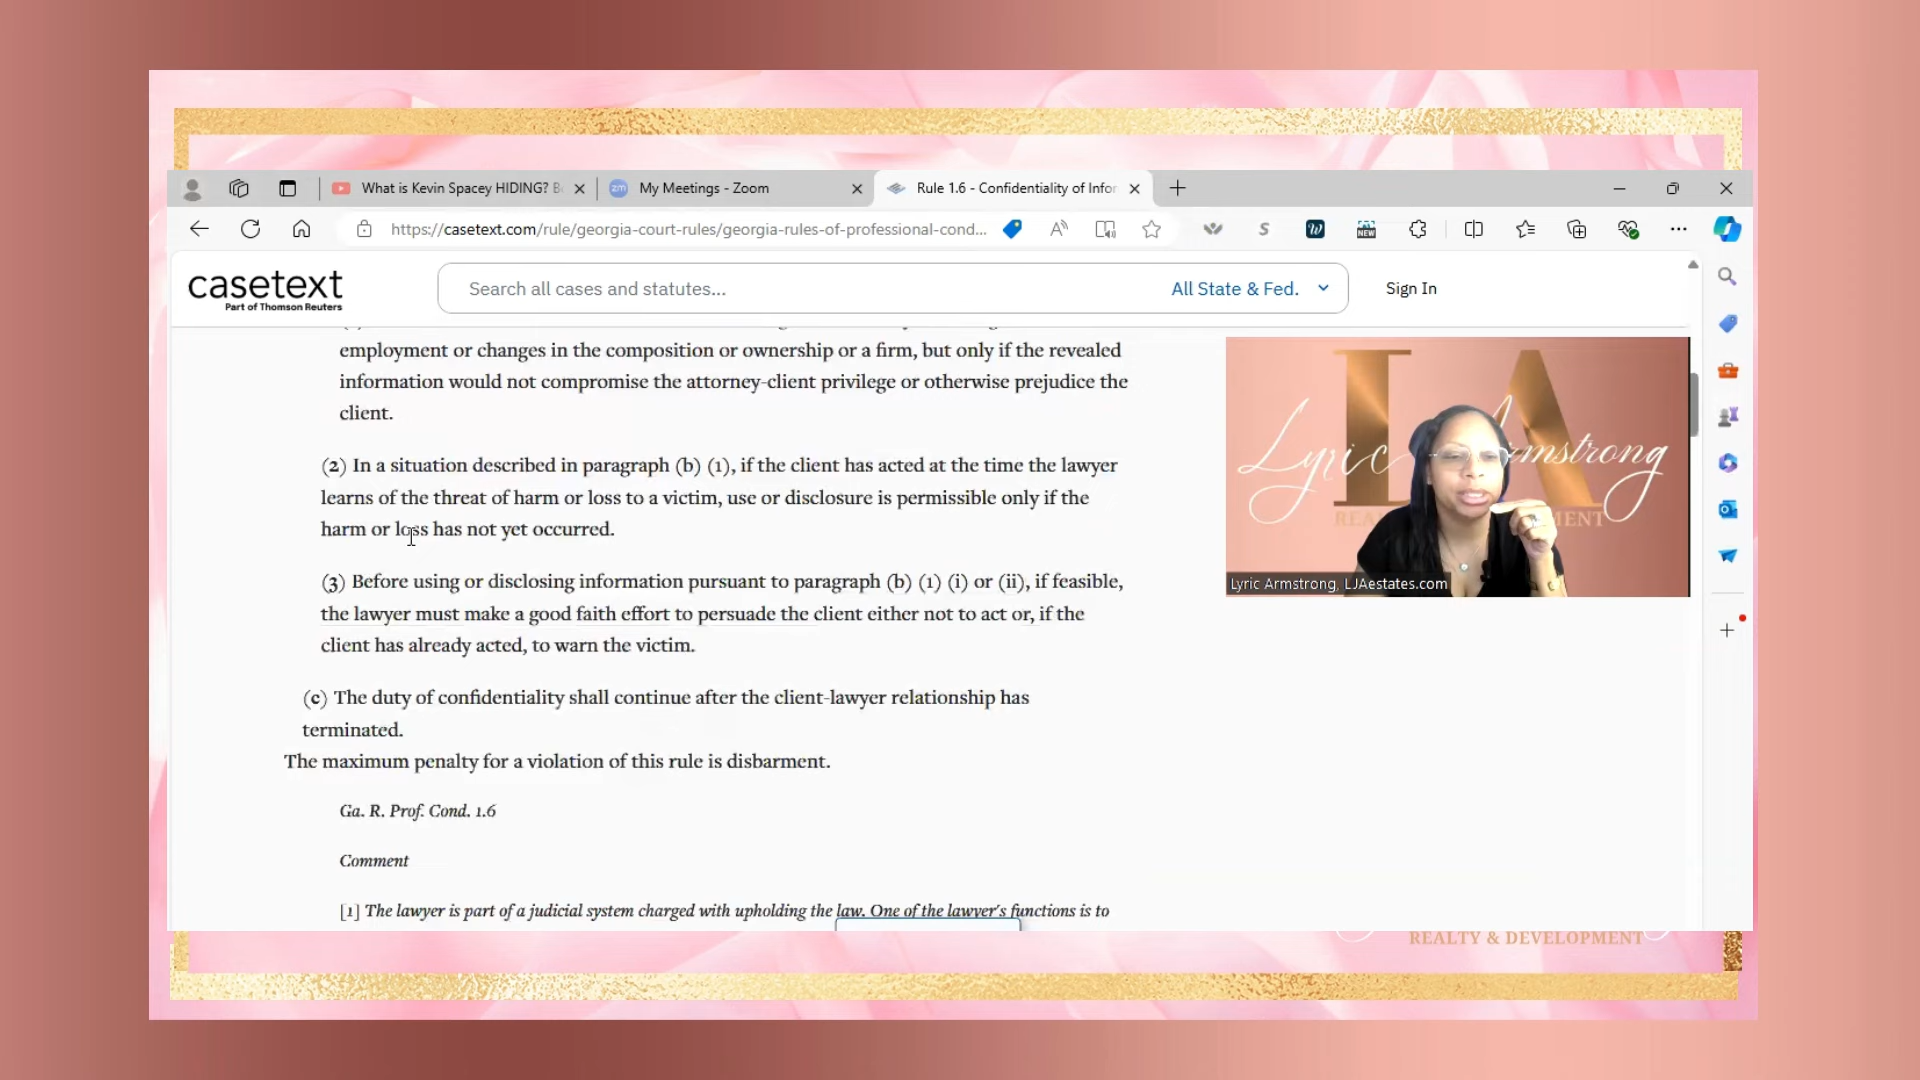 What is Kevin Spacey HIDING?
My Meetings - Zoom
Rule 1.6 - Confidentiality of Infor
https://casetext.com/rule/georgia-court-rules/georgia-rules-of-professional-cond...
NEW
casetext
Part of Thomson Reuters
Search all cases and statutes...
All State & Fed.
Sign In
employment or changes in the composition or ownership or a firm, but only if the revealed
information would not compromise the attorney-client privilege or otherwise prejudice the
client.
(2) In a situation described in paragraph (b) (1), if the client has acted at the time the lawyer
learns of the threat of harm or loss to a victim, use or disclosure is permissible only if the
harm or loss has not yet occurred.
(3) Before using or disclosing information pursuant to paragraph (b) (1) (i) or (ii), if feasible,
the lawyer must make a good faith effort to persuade the client either not to act or, if the
client has already acted, to warn the victim.
(c) The duty of confidentiality shall continue after the client-lawyer relationship has
terminated.
The maximum penalty for a violation of this rule is disbarment.
Ga. R. Prof. Cond. 1.6
Comment
[1] The lawyer is part of a judicial system charged with upholding the law. One of the lawyer's functions is to
LA
Lyric Armstrong
Lyric Armstrong, LJAestates.com
REALTY & DEVELOPMENT